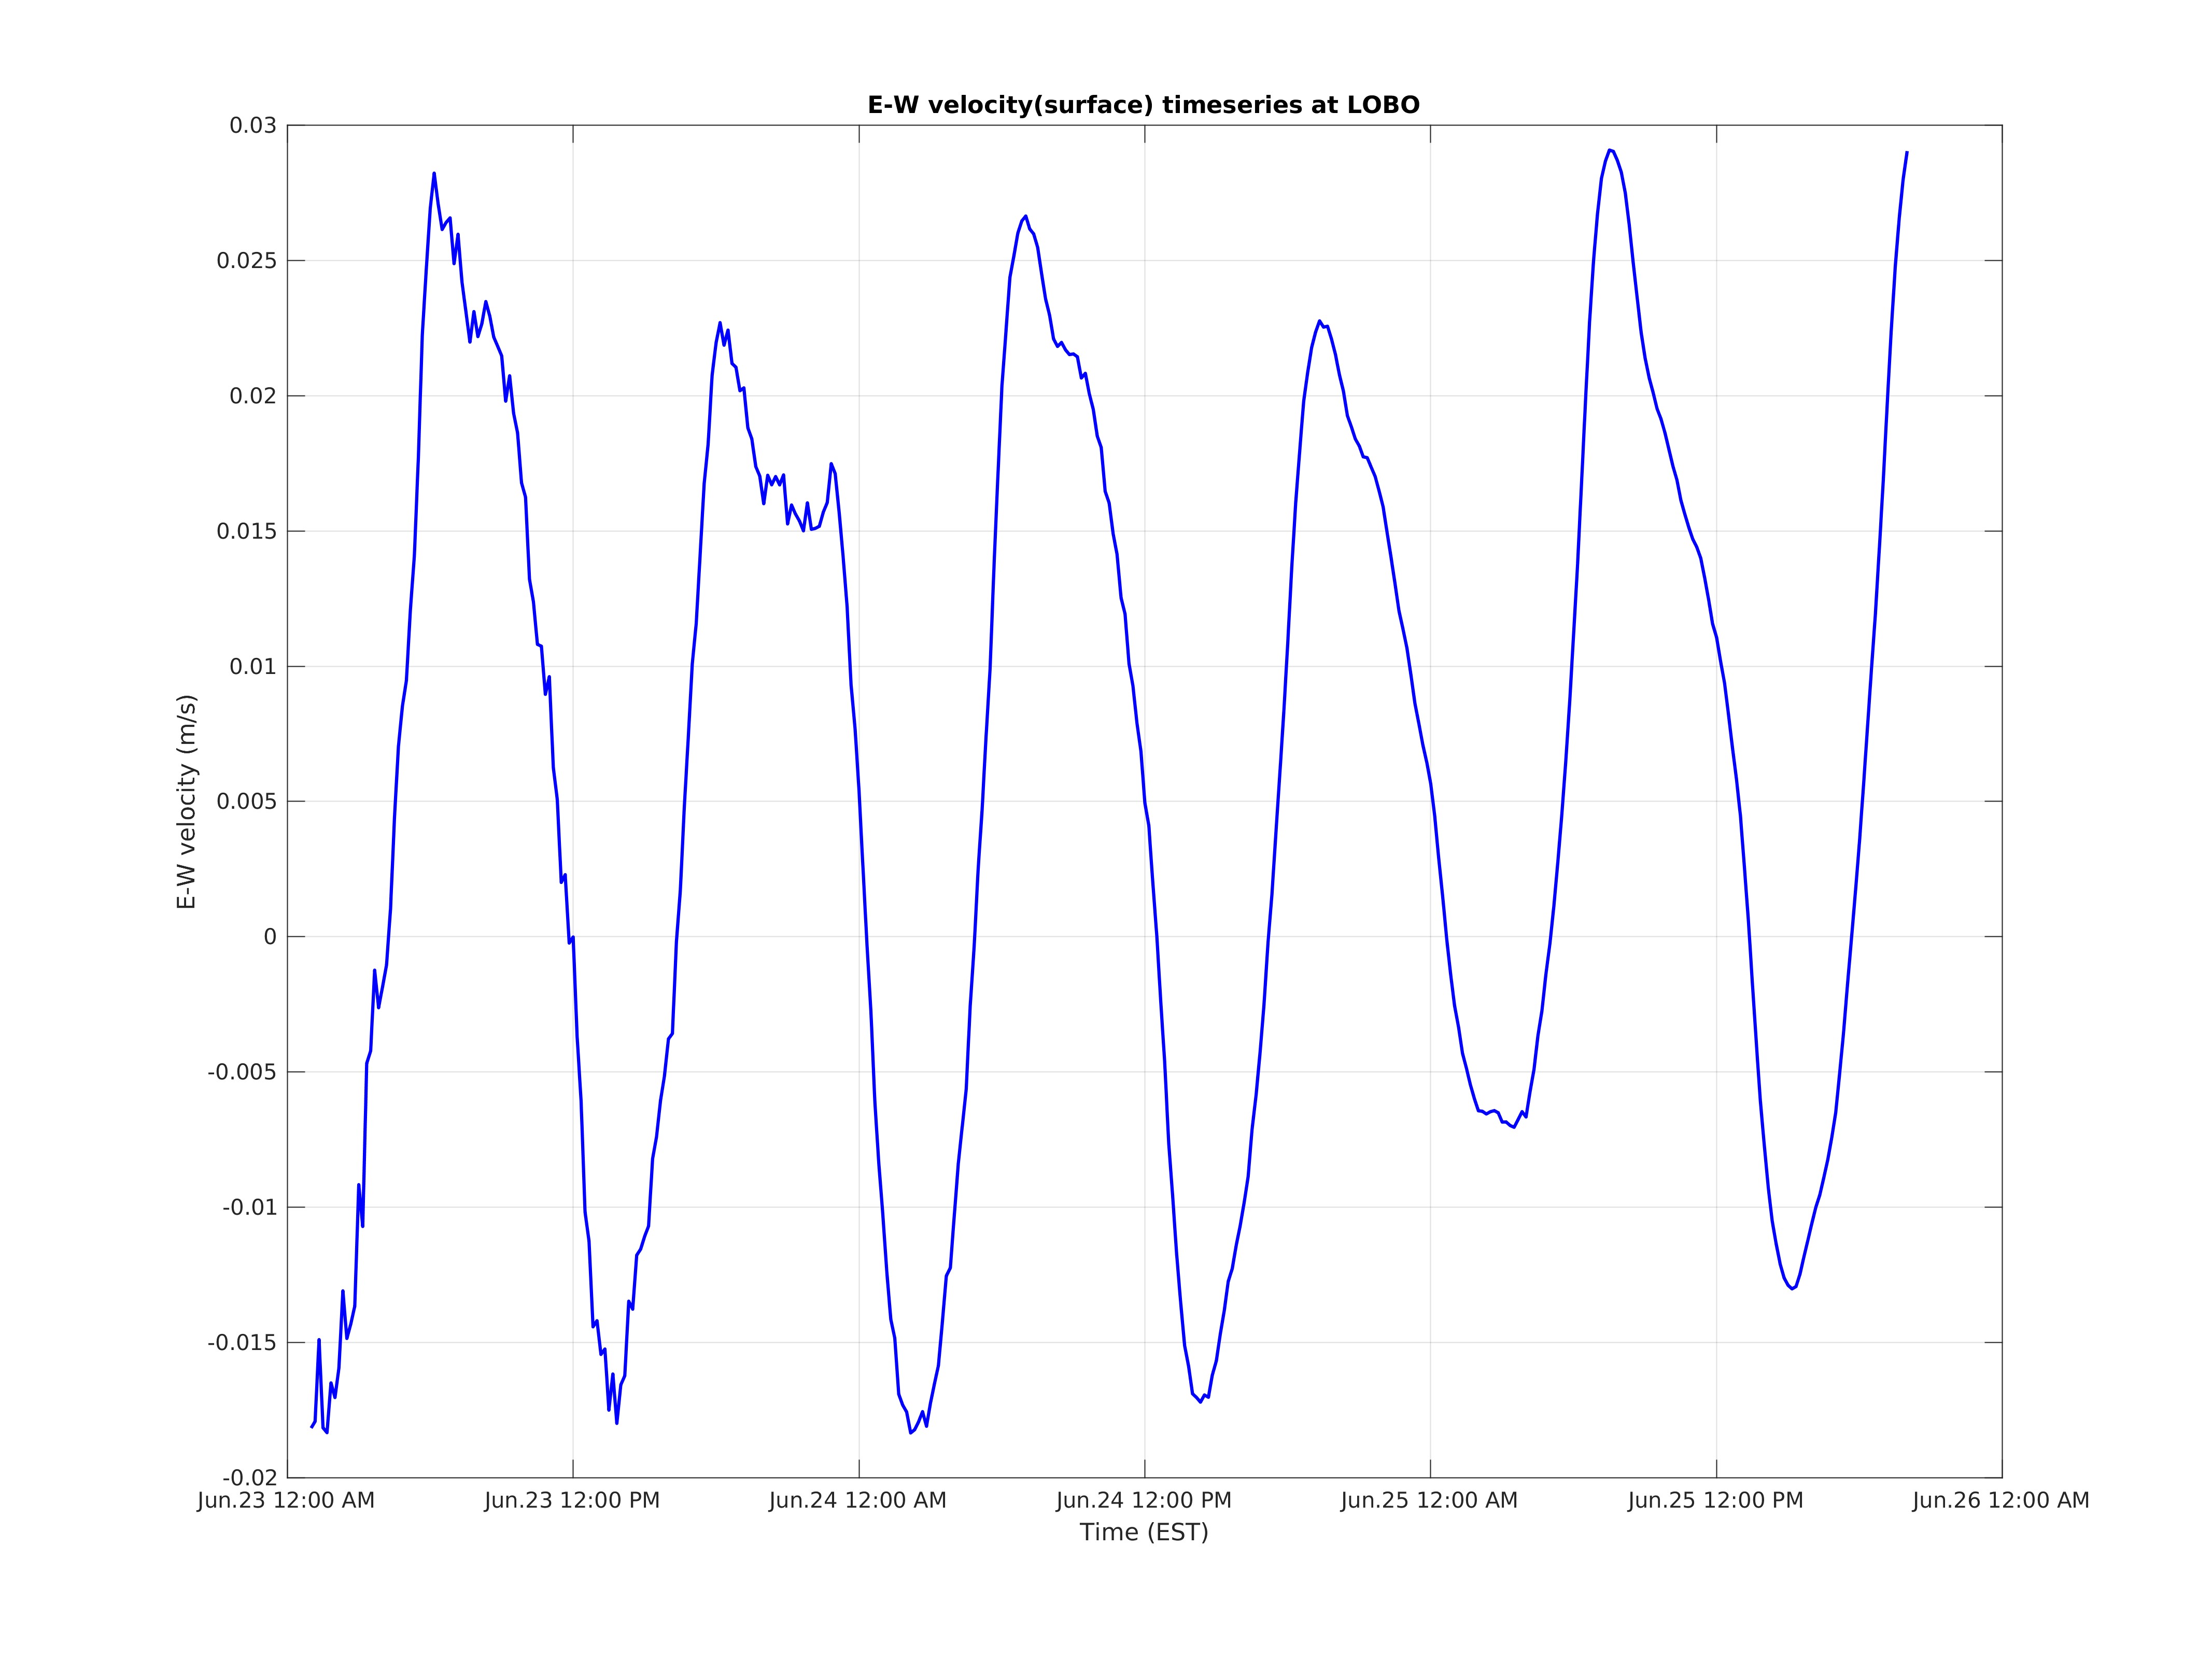 E-W velocity(surface) timeseries at LOBO
0.03
0.025
0.02
0.015
0.01
0.005
0
-0.005
-0.01
-0.015
-0.02
E-W velocity (m/s)
Jun.23 12:00 AM Jun.23 12:00 PM Jun.24 12:00 AM Jun.24 12:00 PM Jun.25 12:00 AM Jun.25 12:00 PM Jun.26 12:00 AM
Time (EST)